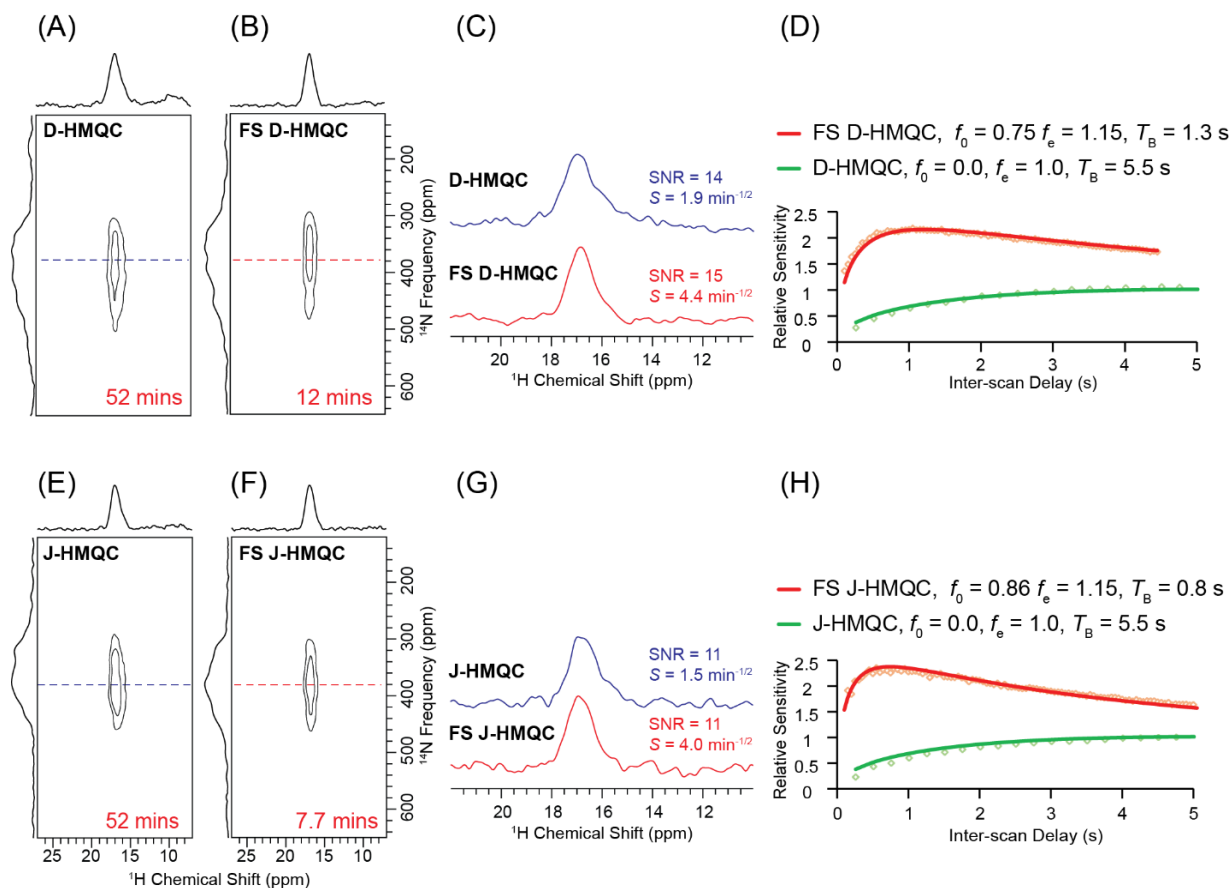 (A)
D-HMQC
52 mins
(B)
FS D-HMQC
12 mins
200
300
400
500
600
¹⁴N Frequency (ppm)
(C)
D-HMQC
SNR = 14
S = 1.9 min⁻¹/²
FS D-HMQC
SNR = 15
S = 4.4 min⁻¹/²
20 18 16 14 12
¹H Chemical Shift (ppm)
(D)
FS D-HMQC, f₀ = 0.75 fₑ = 1.15, T_B = 1.3 s
D-HMQC, f₀ = 0.0, fₑ = 1.0, T_B = 5.5 s
Relative Sensitivity
2.5
2
1.5
1
0.5
0
0 1 2 3 4 5
Inter-scan Delay (s)
(E)
J-HMQC
52 mins
25 20 15 10
(F)
FS J-HMQC
7.7 mins
25 20 15 10
¹H Chemical Shift (ppm)
200
300
400
500
600
¹⁴N Frequency (ppm)
(G)
J-HMQC
SNR = 11
S = 1.5 min⁻¹/²
FS J-HMQC
SNR = 11
S = 4.0 min⁻¹/²
20 18 16 14 12
¹H Chemical Shift (ppm)
(H)
FS J-HMQC, f₀ = 0.86 fₑ = 1.15, T_B = 0.8 s
J-HMQC, f₀ = 0.0, fₑ = 1.0, T_B = 5.5 s
Relative Sensitivity
2.5
2
1.5
1
0.5
0
0 1 2 3 4 5
Inter-scan Delay (s)